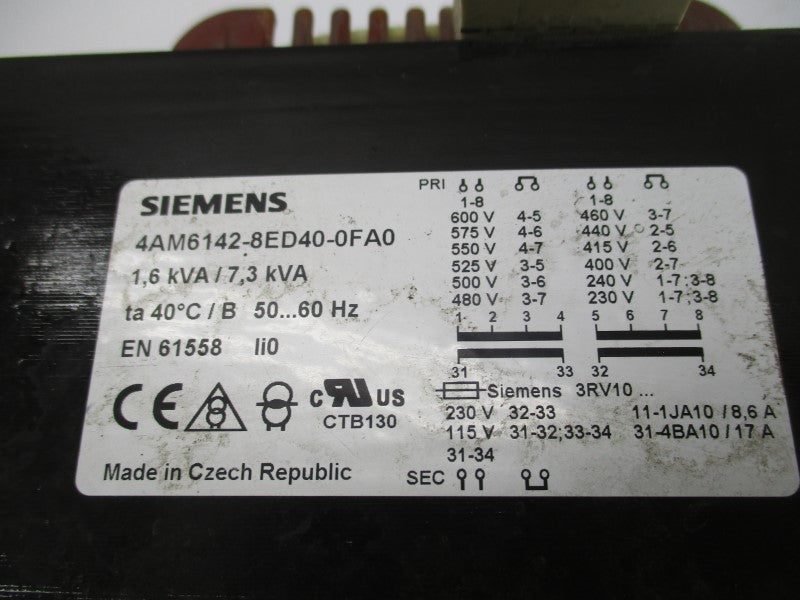 SIEMENS
4AM6142-8ED40-0FA0
1,6 kVA / 7,3 kVA
ta 40°C / B 50...60 Hz
EN 61558 Ii0
CE
C RU US
CTB130
Made in Czech Republic
PRI
1-8 1-8
600 V 4-5 460 V 3-7
575 V 4-6 440 V 2-5
550 V 4-7 415 V 2-6
525 V 3-5 400 V 2-7
500 V 3-6 240 V 1-7;3-8
480 V 3-7 230 V 1-7;3-8
1 2 3 4 5 6 7 8
31 33 32 34
Siemens 3RV10 ...
230 V 32-33 11-1JA10 / 8,6 A
115 V 31-32;33-34 31-4BA10 / 17 A
31-34
SEC